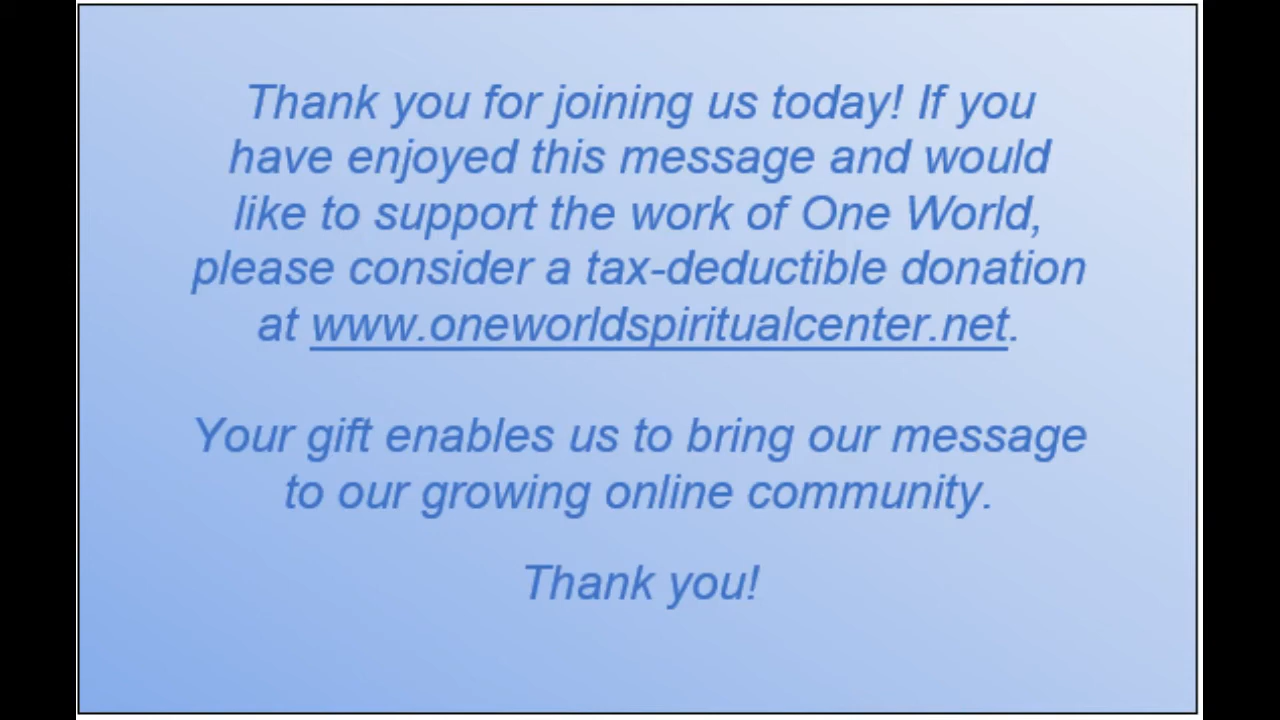 Thank you for joining us today! If you
have enjoyed this message and would
like to support the work of One World,
please consider a tax-deductible donation
at www.oneworldspiritualcenter.net.
Your gift enables us to bring our message
to our growing online community.
Thank you!